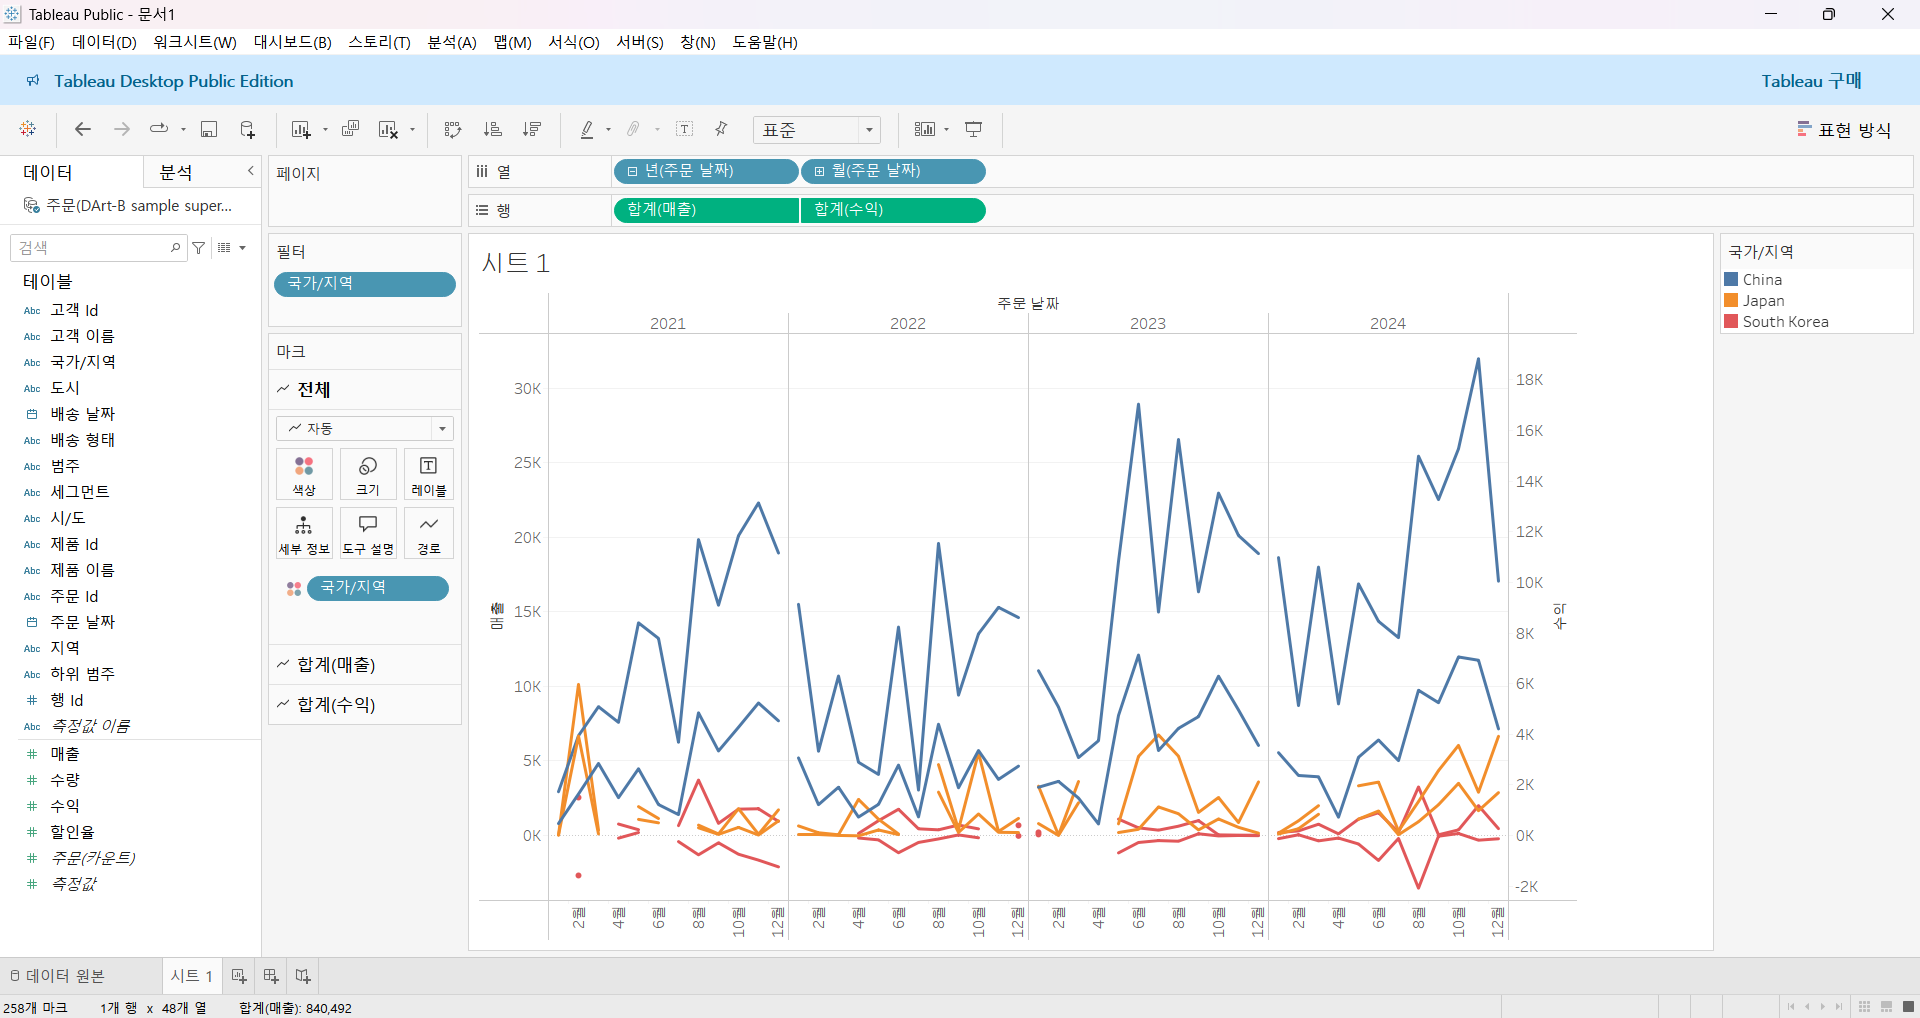 Tableau Public - 문서1
파일(F) 데이터(D) 워크시트(W) 대시보드(B) 스토리(T) 분석(A) 맵(M) 서식(O) 서버(S) 창(N) 도움말(H)
Tableau Desktop Public Edition
Tableau 구매
표준
표현 방식
데이터
분석
주문(DArt-B sample super...
검색
테이블
Abc 고객 Id
Abc 고객 이름
Abc 국가/지역
Abc 도시
배송 날짜
Abc 배송 형태
Abc 범주
Abc 세그먼트
Abc 시/도
Abc 제품 Id
Abc 제품 이름
Abc 주문 Id
주문 날짜
Abc 지역
Abc 하위 범주
# 행 Id
Abc 측정값 이름
# 매출
# 수량
# 수익
# 할인율
# 주문(카운트)
# 측정값
페이지
필터
국가/지역
마크
전체
자동
색상 크기 레이블
세부 정보 도구 설명 경로
국가/지역
합계(매출)
합계(수익)
열 년(주문 날짜) 월(주문 날짜)
행 합계(매출) 합계(수익)
시트 1
주문 날짜
2021 2022 2023 2024
매출
30K
25K
20K
15K
10K
5K
0K
수익
18K
16K
14K
12K
10K
8K
6K
4K
2K
0K
-2K
2월 4월 6월 8월 10월 12월 2월 4월 6월 8월 10월 12월 2월 4월 6월 8월 10월 12월 2월 4월 6월 8월 10월 12월
국가/지역
China
Japan
South Korea
데이터 원본
시트 1
258개 마크 1개 행 x 48개 열 합계(매출): 840,492